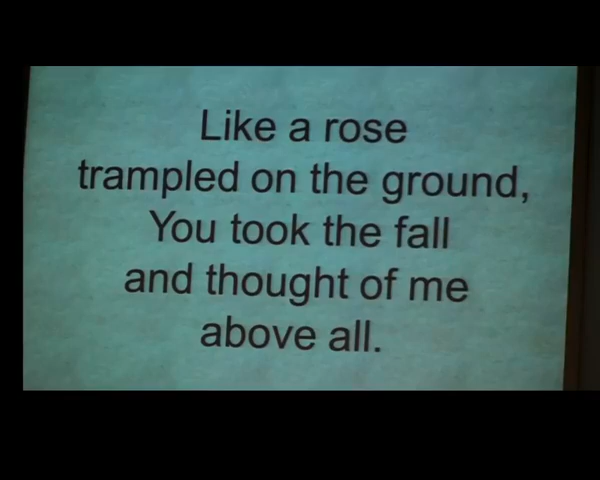 Like a rose
trampled on the ground,
You took the fall
and thought of me
above all.